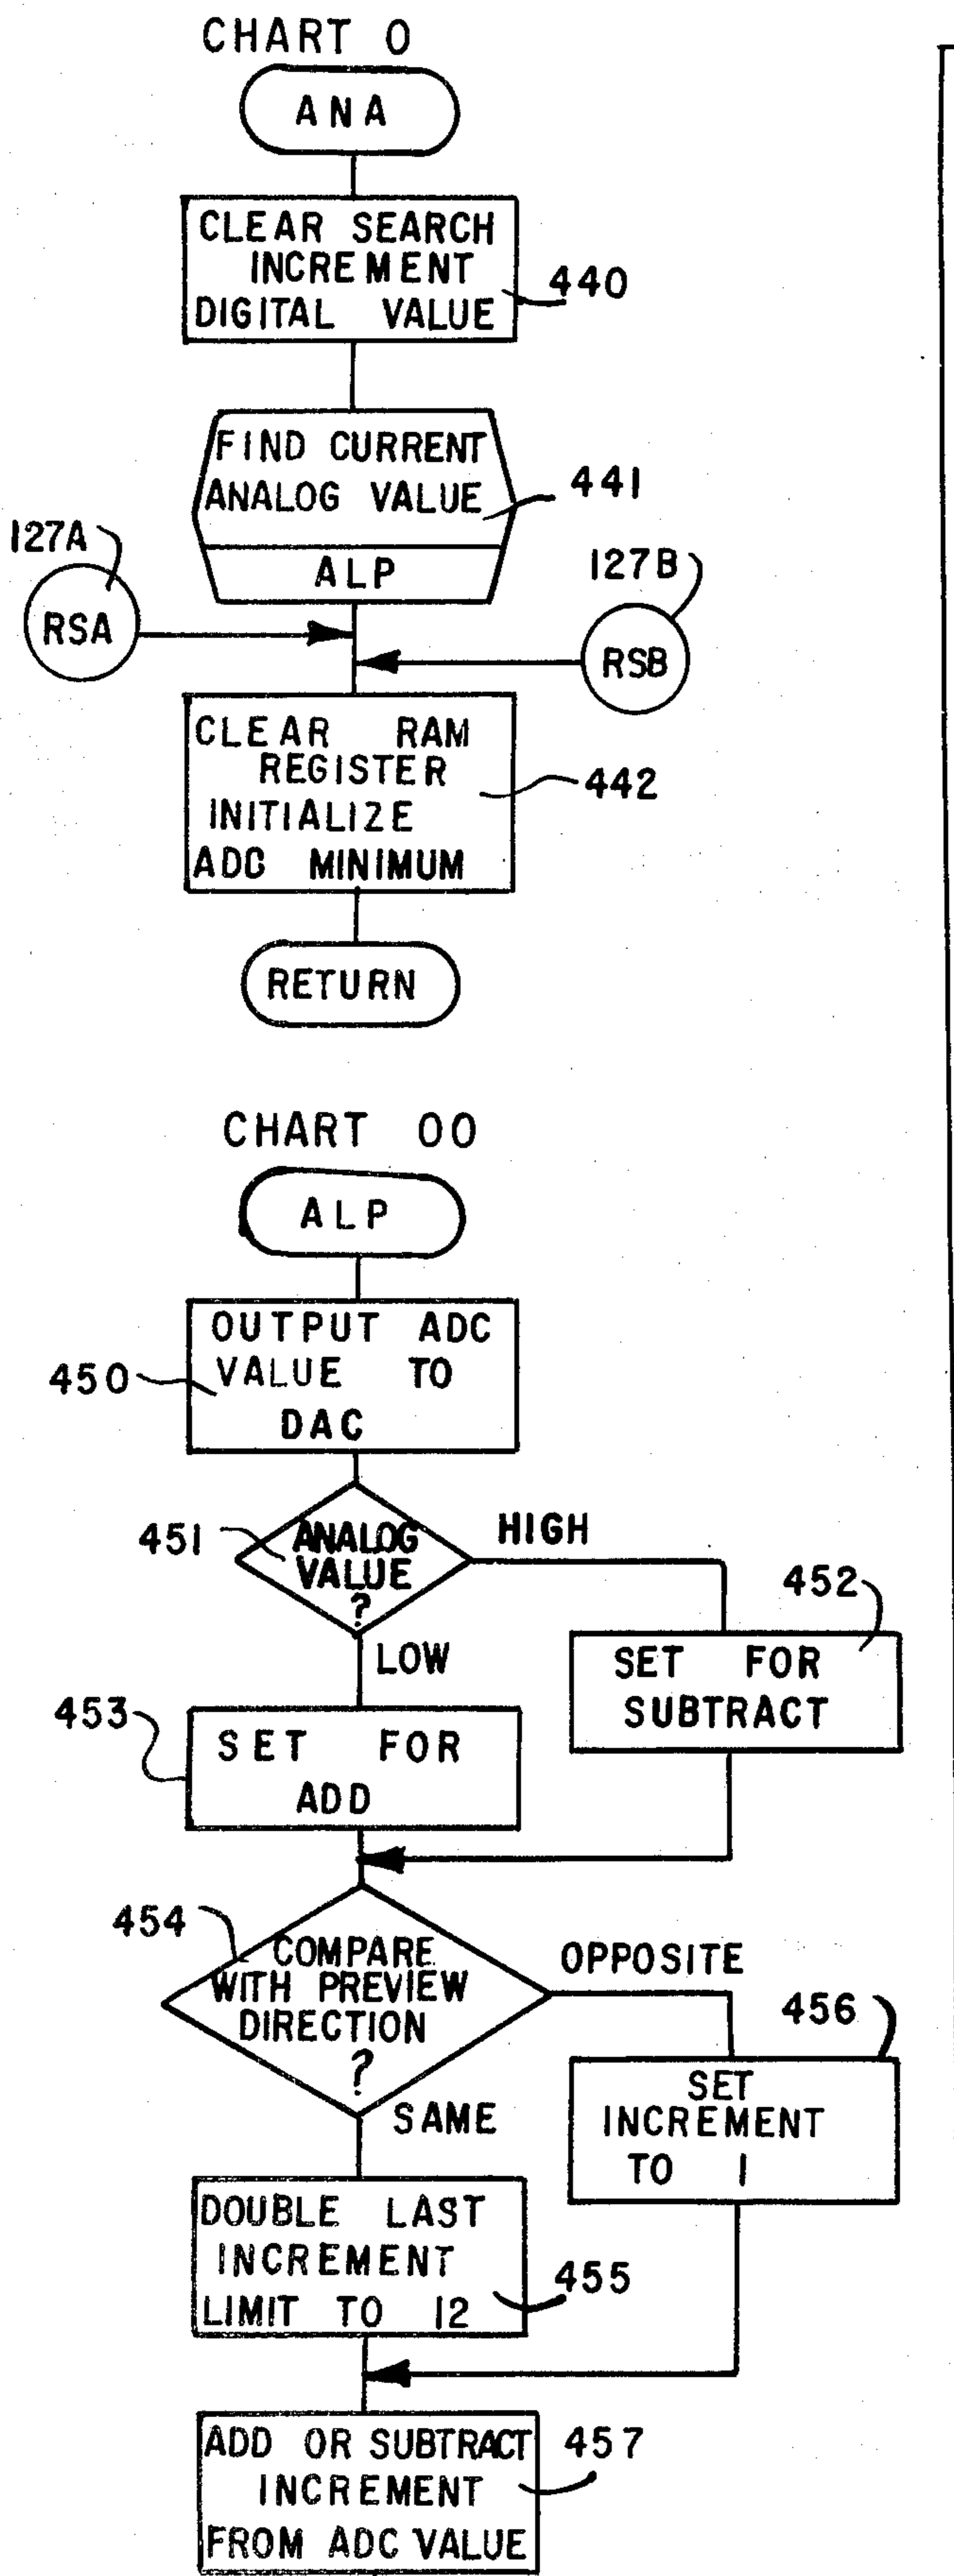 CHART O
ANA
CLEAR SEARCH
INCREMENT
DIGITAL VALUE
440
FIND CURRENT
ANALOG VALUE
441
ALP
127A
RSA
127B
RSB
CLEAR RAM
REGISTER
INITIALIZE
ADC MINIMUM
442
RETURN
CHART OO
ALP
OUTPUT ADC
VALUE TO
DAC
450
451
ANALOG
VALUE
?
HIGH
LOW
452
SET FOR
SUBTRACT
453
SET FOR
ADD
454
COMPARE
WITH PREVIEW
DIRECTION
?
OPPOSITE
SAME
456
SET
INCREMENT
TO 1
DOUBLE LAST
INCREMENT
LIMIT TO 12
455
ADD OR SUBTRACT
INCREMENT
FROM ADC VALUE
457